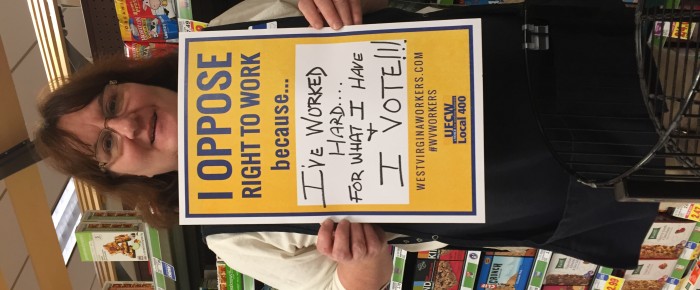 I OPPOSE
RIGHT TO WORK
because...
I'VE WORKED
HARD....
FOR WHAT I HAVE
+
I VOTE!!!
WESTVIRGINIAWORKERS.COM
#WVWORKERS
UFCW
Local 400